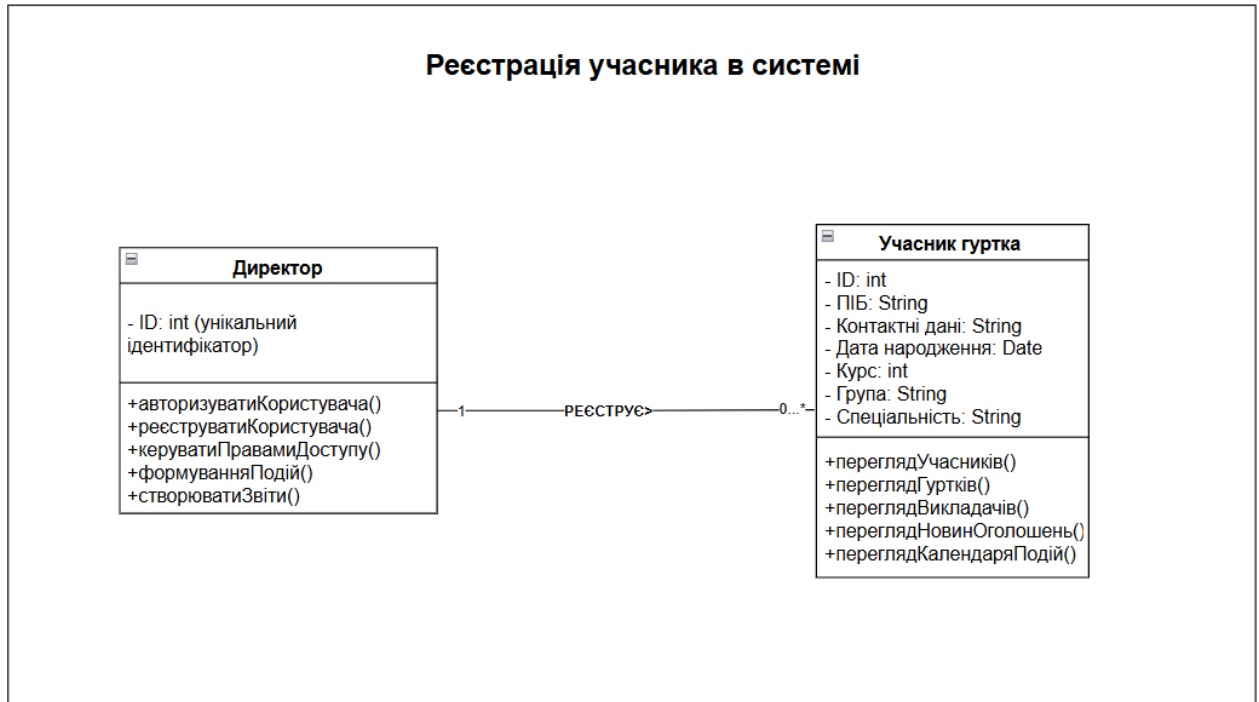 Реєстрація учасника в системі
Директор
- ID: int (унікальний
ідентифікатор)
+авторизуватиКористувача()
+реєструватиКористувача()
+керуватиПравамиДоступу()
+формуванняПодій()
+створюватиЗвіти()
1
РЕЄСТРУЄ>
0...*
Учасник гуртка
- ID: int
- ПІБ: String
- Контактні дані: String
- Дата народження: Date
- Курс: int
- Група: String
- Спеціальність: String
+переглядУчасників()
+переглядГуртків()
+переглядВикладачів()
+переглядНовинОголошень()
+переглядКалендаряПодій()